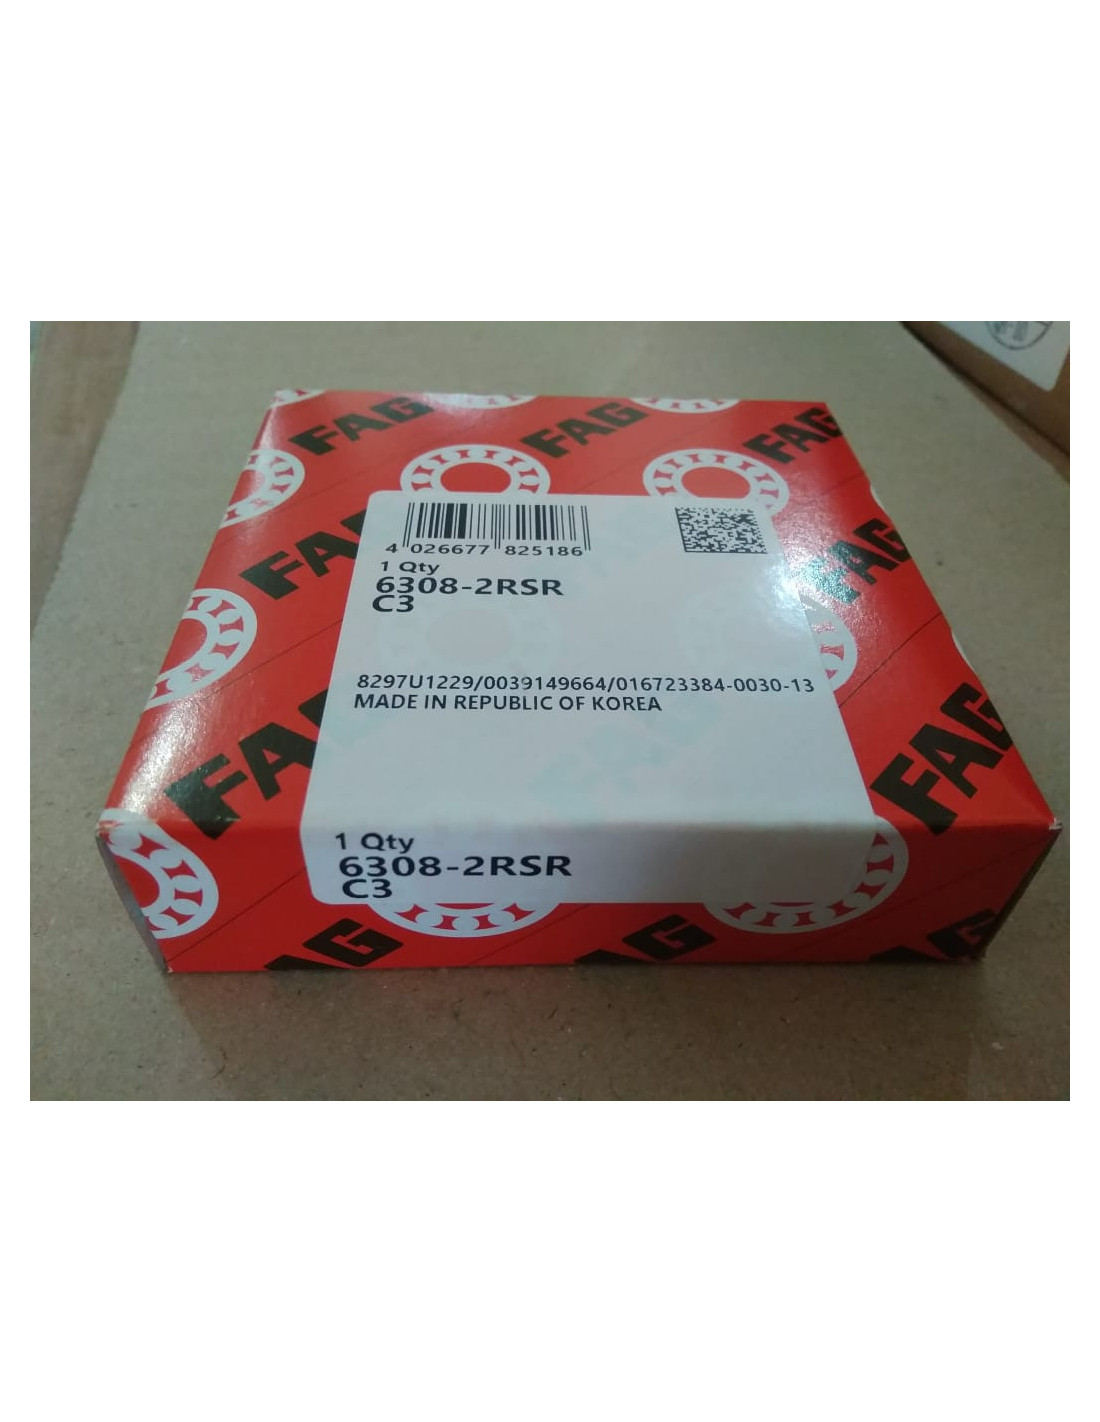 FAG FAG FAG
FAG FAG
FAG FAG
4 026677 825186
1 Qty
6308-2RSR
C3
8297U1229/0039149664/016723384-0030-13
MADE IN REPUBLIC OF KOREA
1 Qty
6308-2RSR
C3
FAG FAG FAG